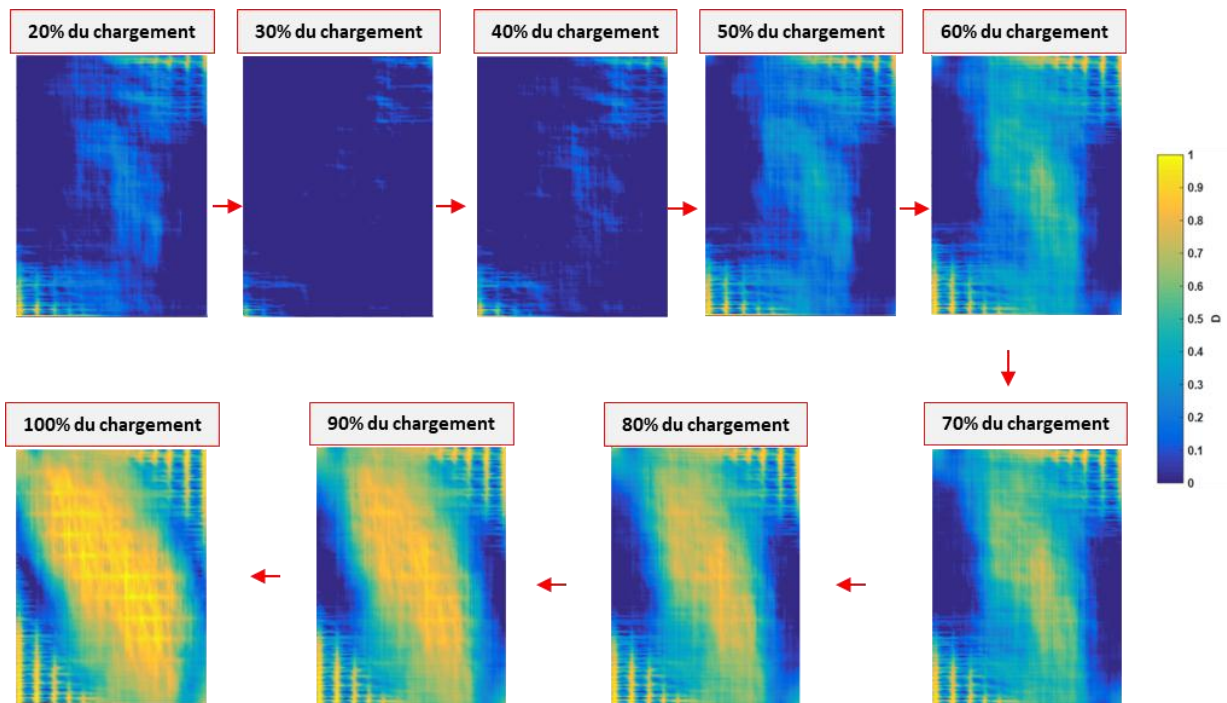 20% du chargement
30% du chargement
40% du chargement
50% du chargement
60% du chargement
1
0.9
0.8
0.7
0.6
0.5
0.4
0.3
0.2
0.1
0
D
100% du chargement
90% du chargement
80% du chargement
70% du chargement